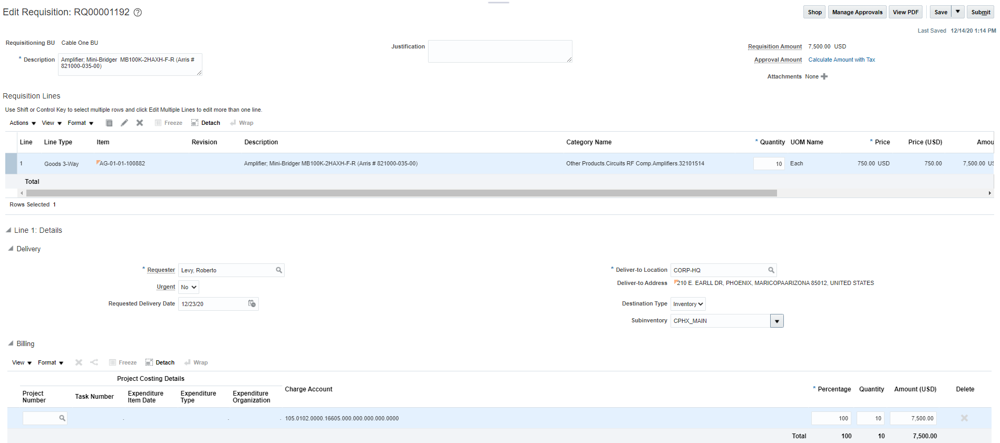 Edit Requisition: RQ00001192 ?
Shop Manage Approvals View PDF Save Submit
Last Saved 12/14/20 1:14 PM
Requisitioning BU Cable One BU
* Description Amplifier; Mini-Bridger MB100K-2HAXH-F-R (Arris #
821000-035-00)
Justification
Requisition Amount 7,500.00 USD
Approval Amount Calculate Amount with Tax
Attachments None
Requisition Lines
Use Shift or Control Key to select multiple rows and click Edit Multiple Lines to edit more than one line.
Actions View Format Freeze Detach Wrap
Line Line Type Item Revision Description Category Name * Quantity UOM Name * Price Price (USD) Amou
1 Goods 3-Way AG-01-01-100882 Amplifier; Mini-Bridger MB100K-2HAXH-F-R (Arris # 821000-035-00) Other Products.Circuits RF Comp.Amplifiers.32101514 10 Each 750.00 USD 750.00 7,500.00 US
Total
Rows Selected 1
Line 1: Details
Delivery
* Requester Levy, Roberto
Urgent No
Requested Delivery Date 12/23/20
* Deliver-to Location CORP-HQ
Deliver-to Address 210 E. EARLL DR, PHOENIX, MARICOPAARIZONA 85012, UNITED STATES
Destination Type Inventory
Subinventory CPHX_MAIN
Billing
View Format Freeze Detach Wrap
Project Costing Details
Project Number Task Number Expenditure Item Date Expenditure Type Expenditure Organization Charge Account * Percentage Quantity Amount (USD) Delete
. . . 105.0102.0000.16605.000.000.000.000.0000 100 10 7,500.00
Total 100 10 7,500.00